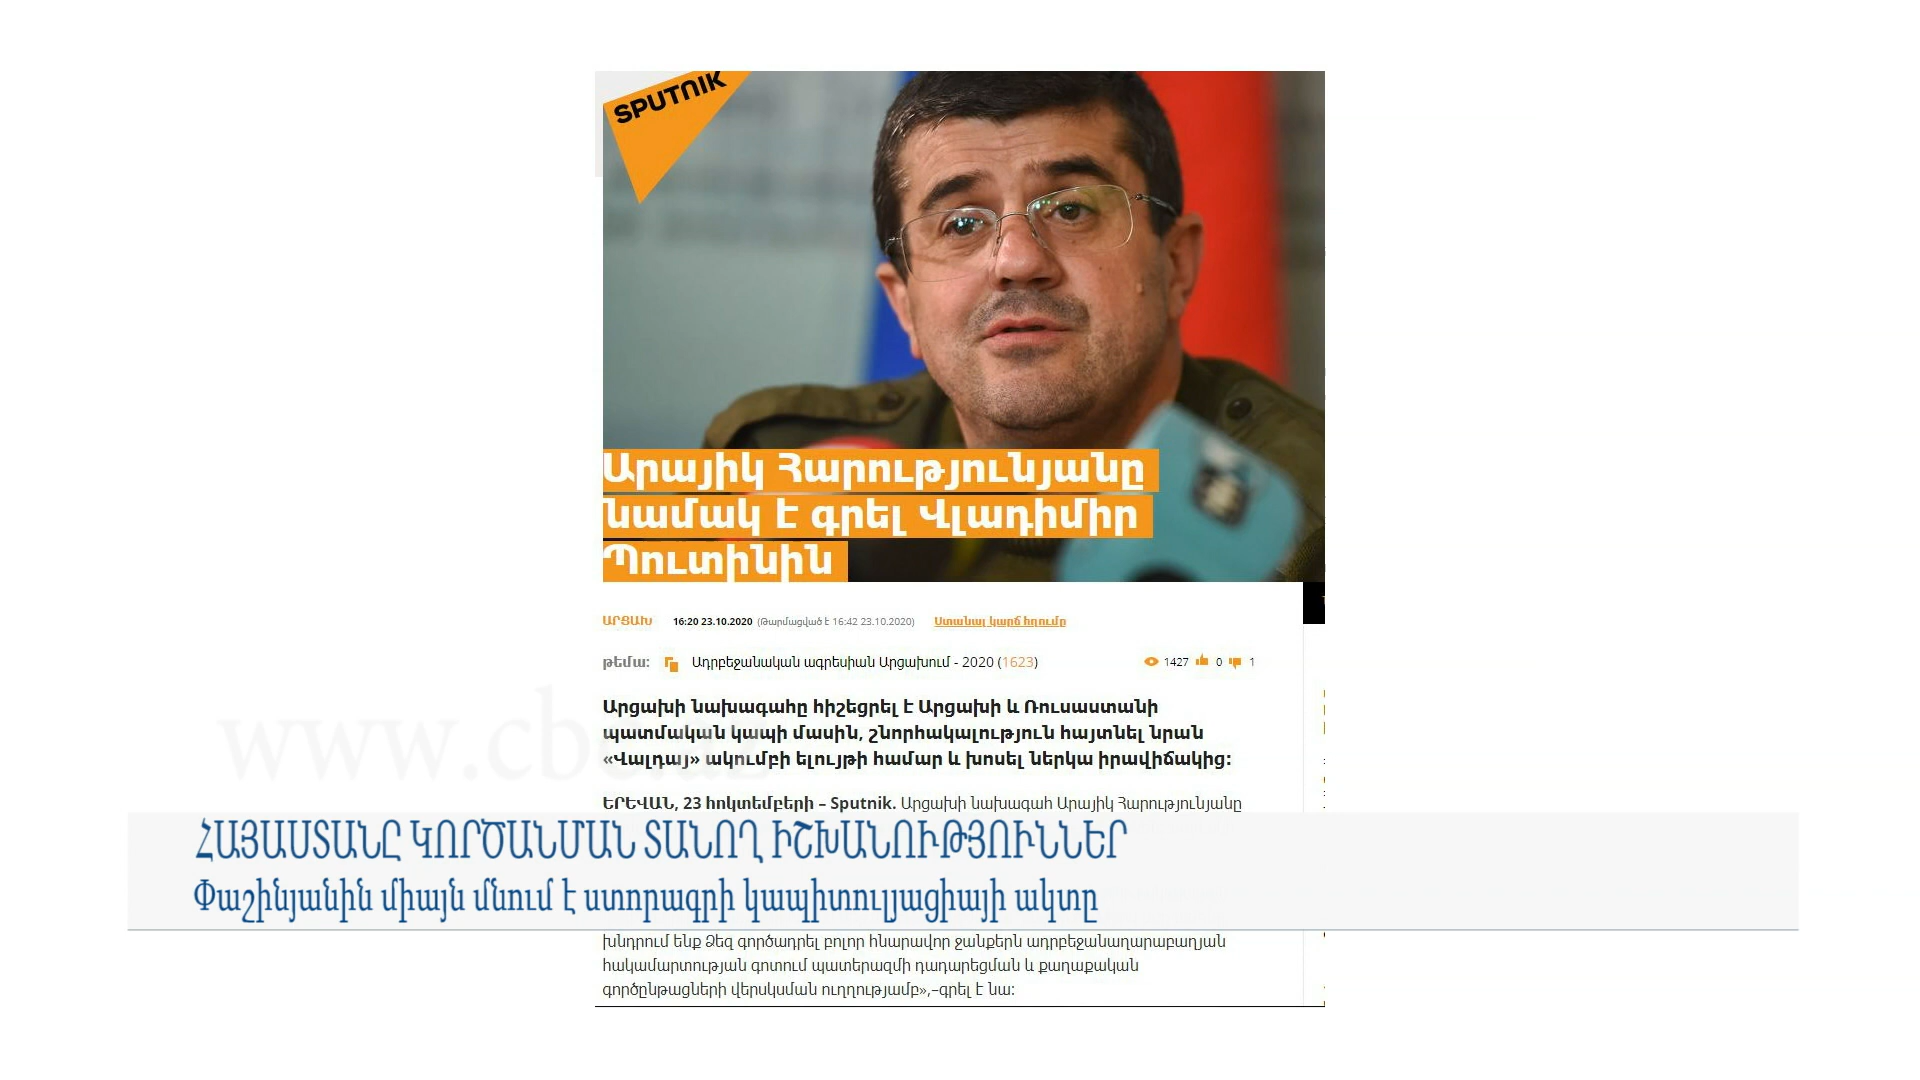 SPUTNIK
Արայիկ Հարությունյանը
նամակ է գրել Վլադիմիր
Պուտինին
ԱՐՑԱԽ 16:20 23.10.2020 (Թարմացված է 16:42 23.10.2020) Ստանալ կարճ հղումը
թեմա: Ադրբեջանական ագրեսիան Արցախում - 2020 (1623) 1427 0 1
Արցախի նախագահը հիշեցրել է Արցախի և Ռուսաստանի
պատմական կապի մասին, շնորհակալություն հայտնել նրան
«Վալդայ» ակումբի ելույթի համար և խոսել ներկա իրավիճակից:
www.cbc.az
ԵՐԵՎԱՆ, 23 հոկտեմբերի – Sputnik. Արցախի նախագահ Արայիկ Հարությունյանը
ՀԱՅԱՍՏԱՆԸ ԿՈՐԾԱՆՄԱՆ ՏԱՆՈՂ ԻՇԽԱՆՈՒԹՅՈՒՆՆԵՐ
Փաշինյանին միայն մնում է ստորագրի կապիտուլյացիայի ակտը
խնդրում ենք Ձեզ գործադրել բոլոր հնարավոր ջանքերն ադրբեջանաղարաբաղյան
հակամարտության գոտում պատերազմի դադարեցման և քաղաքական
գործընթացների վերսկսման ուղղությամբ»,–գրել է նա: